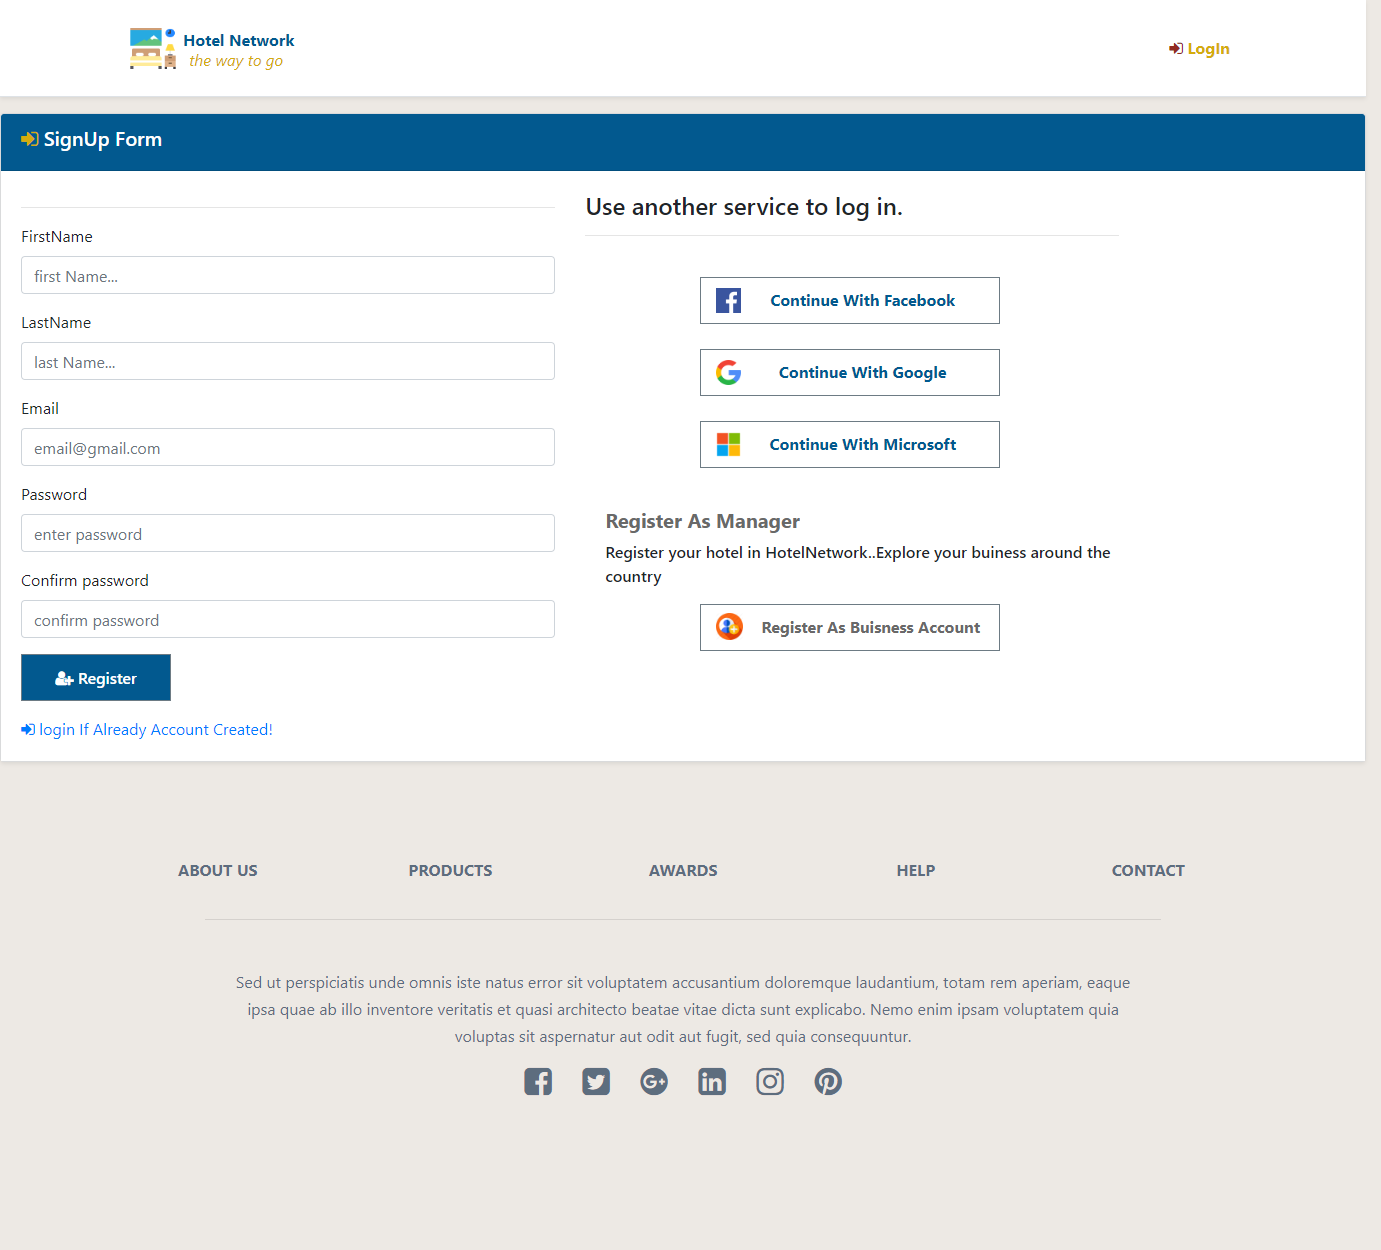 Hotel Network
the way to go
LogIn
SignUp Form
FirstName
first Name...
LastName
last Name...
Email
email@gmail.com
Password
enter password
Confirm password
confirm password
Register
login If Already Account Created!
Use another service to log in.
Continue With Facebook
Continue With Google
Continue With Microsoft
Register As Manager
Register your hotel in HotelNetwork..Explore your buiness around the
country
Register As Buisness Account
ABOUT US
PRODUCTS
AWARDS
HELP
CONTACT
Sed ut perspiciatis unde omnis iste natus error sit voluptatem accusantium doloremque laudantium, totam rem aperiam, eaque
ipsa quae ab illo inventore veritatis et quasi architecto beatae vitae dicta sunt explicabo. Nemo enim ipsam voluptatem quia
voluptas sit aspernatur aut odit aut fugit, sed quia consequuntur.